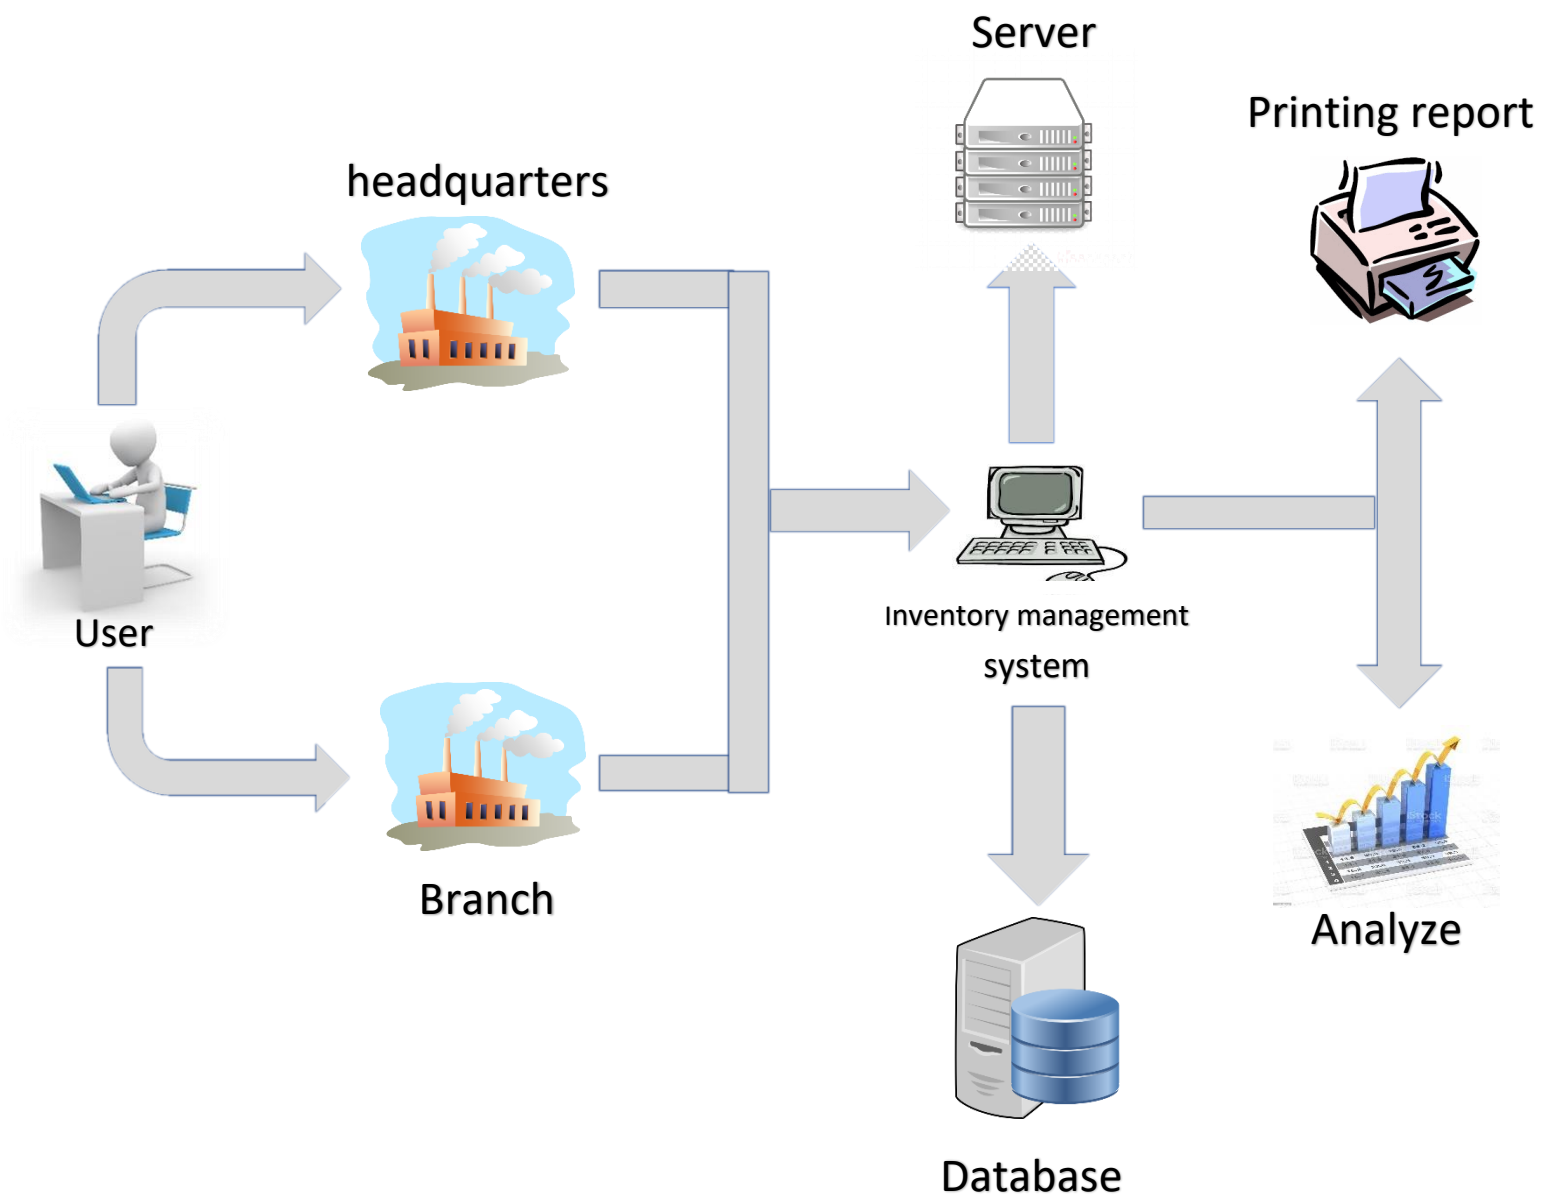 Server
Printing report
headquarters
User
Inventory management
system
Branch
Analyze
Database